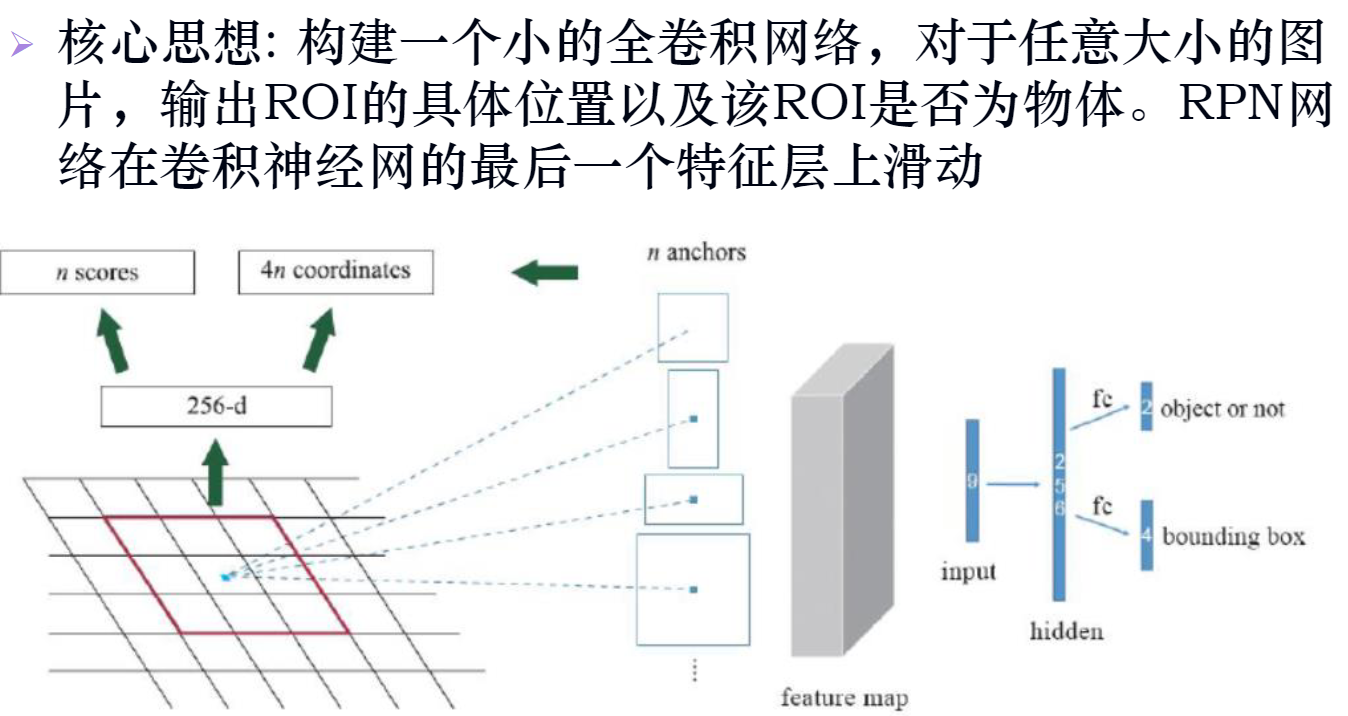 核心思想: 构建一个小的全卷积网络，对于任意大小的图
片，输出ROI的具体位置以及该ROI是否为物体。RPN网
络在卷积神经网的最后一个特征层上滑动
n scores
4n coordinates
n anchors
256-d
9
input
256
hidden
fc
2
object or not
fc
4
bounding box
feature map